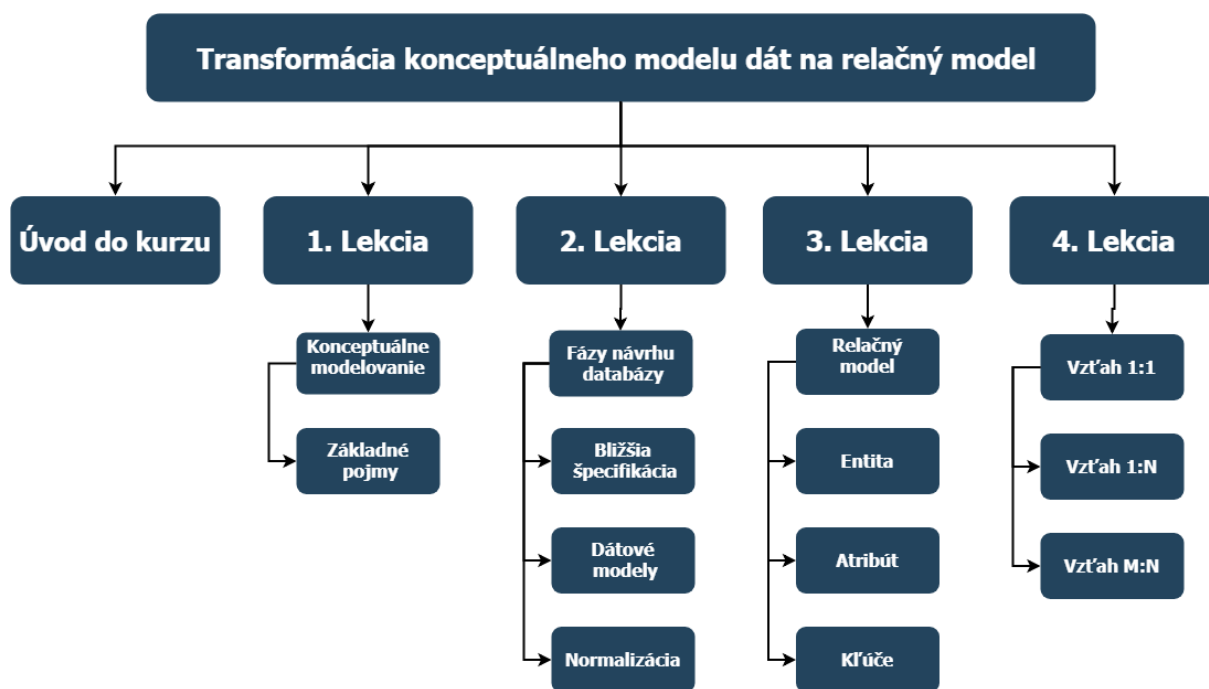 Transformácia konceptuálneho modelu dát na relačný model
Úvod do kurzu
1. Lekcia
2. Lekcia
3. Lekcia
4. Lekcia
Konceptuálne
modelovanie
Základné
pojmy
Fázy návrhu
databázy
Bližšia
špecifikácia
Dátové
modely
Normalizácia
Relačný
model
Entita
Atribút
Kľúče
Vzťah 1:1
Vzťah 1:N
Vzťah M:N